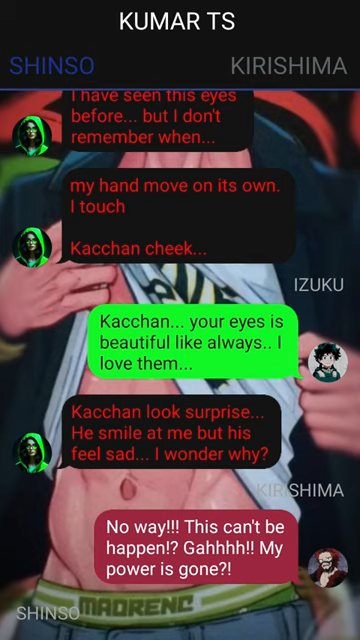 KUMAR TS
SHINSO
KIRISHIMA
I have seen this eyes
before... but I don't
remember when...
my hand move on its own.
I touch
Kacchan cheek...
IZUKU
Kacchan... your eyes is
beautiful like always.. I
love them...
Kacchan look surprise...
He smile at me but his
feel sad... I wonder why?
KIRISHIMA
No way!!! This can't be
happen!? Gahhhh!! My
power is gone?!
SHINSO